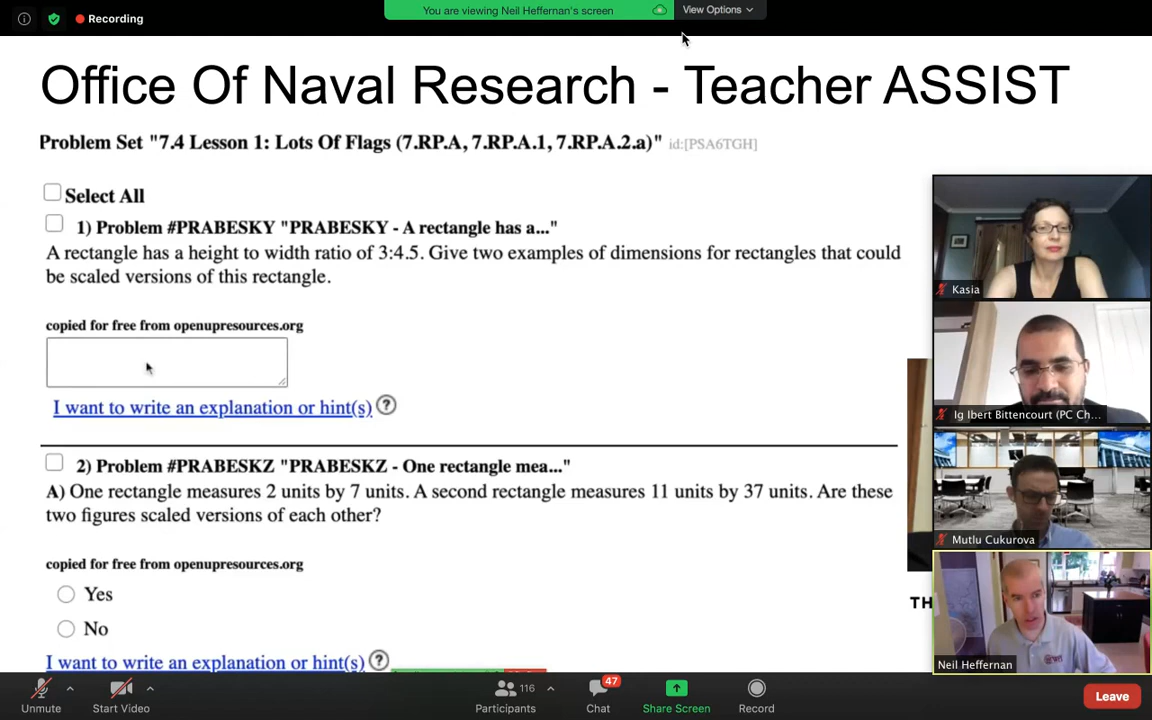 Recording
You are viewing Neil Heffernan's screen
View Options
Office Of Naval Research - Teacher ASSIST
Problem Set "7.4 Lesson 1: Lots Of Flags (7.RP.A, 7.RP.A.1, 7.RP.A.2.a)" id:[PSA6TGH]
Select All
1) Problem #PRABESKY "PRABESKY - A rectangle has a..."
A rectangle has a height to width ratio of 3:4.5. Give two examples of dimensions for rectangles that could
be scaled versions of this rectangle.
copied for free from openupresources.org
I want to write an explanation or hint(s) ?
2) Problem #PRABESKZ "PRABESKZ - One rectangle mea..."
A) One rectangle measures 2 units by 7 units. A second rectangle measures 11 units by 37 units. Are these
two figures scaled versions of each other?
copied for free from openupresources.org
Yes
No
I want to write an explanation or hint(s) ?
TH
Kasia
Ig Ibert Bittencourt (PC Ch...
Mutlu Cukurova
Neil Heffernan
Unmute
Start Video
Participants
116
Chat
47
Share Screen
Record
Leave